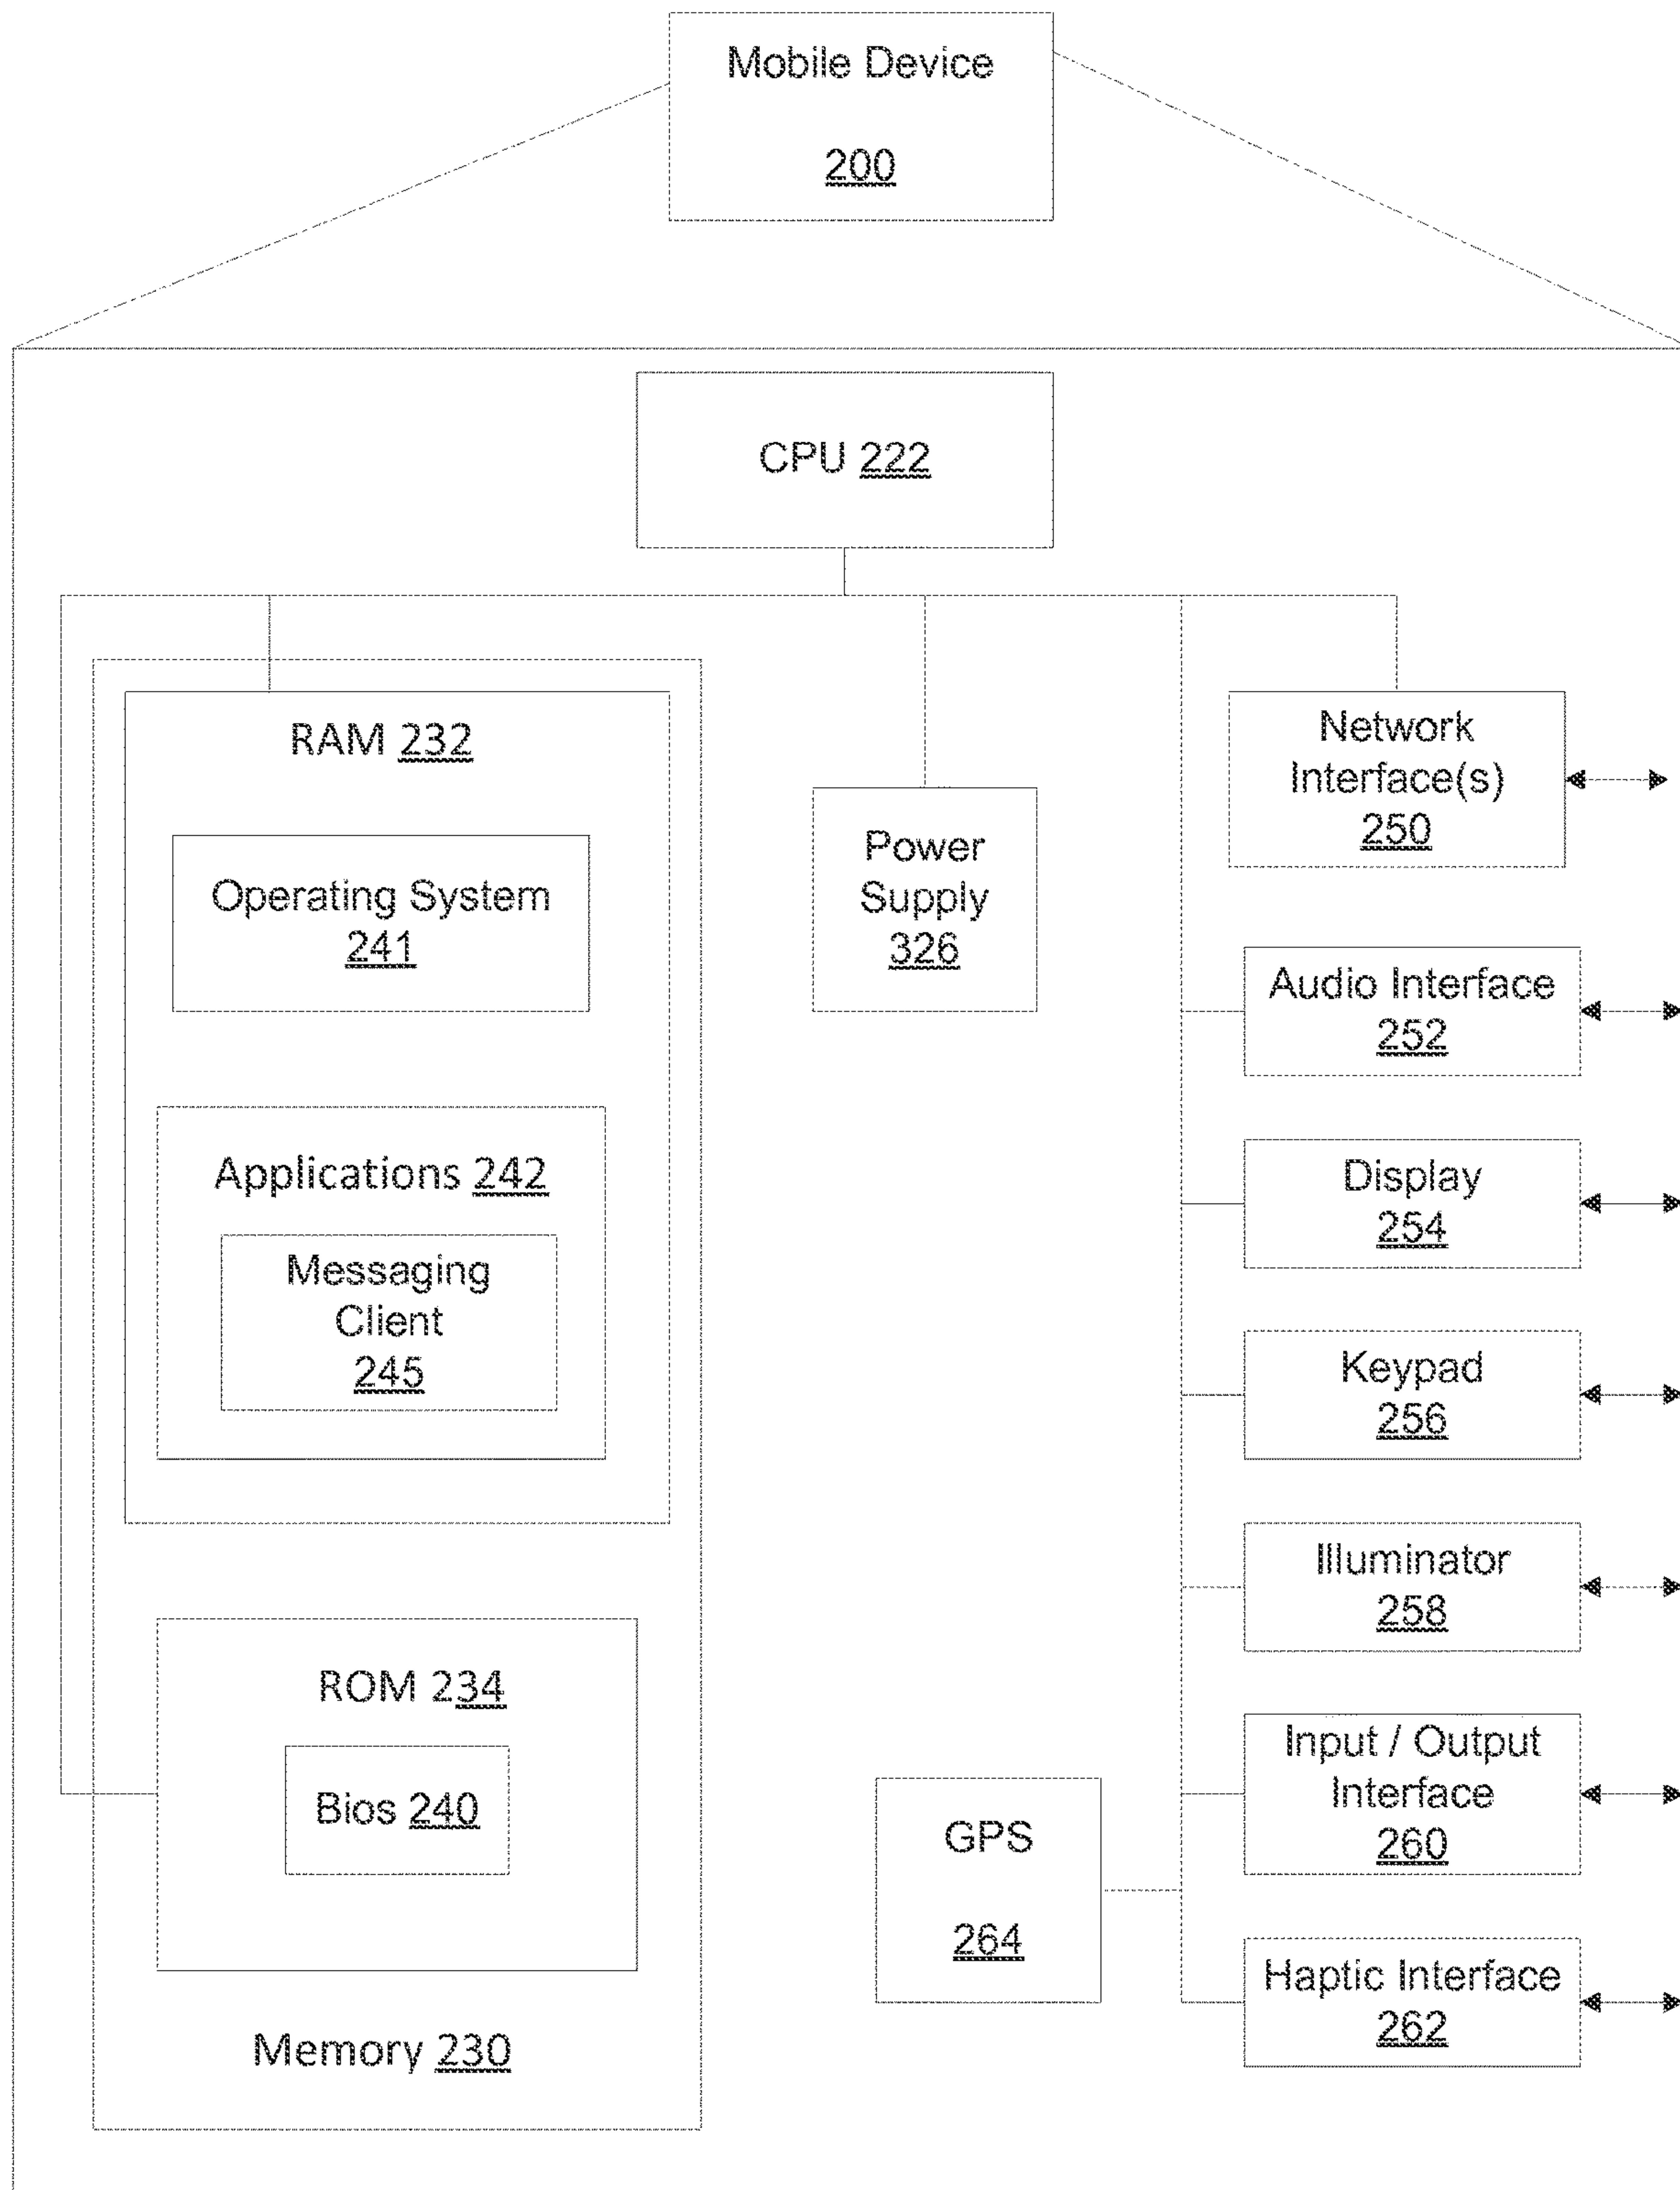 Mobile Device
200
CPU 222
RAM 232
Operating System
241
Applications 242
Messaging
Client
245
ROM 234
Bios 240
Memory 230
Power
Supply
326
GPS
264
Network
Interface(s)
250
Audio Interface
252
Display
254
Keypad
256
Illuminator
258
Input / Output
Interface
260
Haptic Interface
262